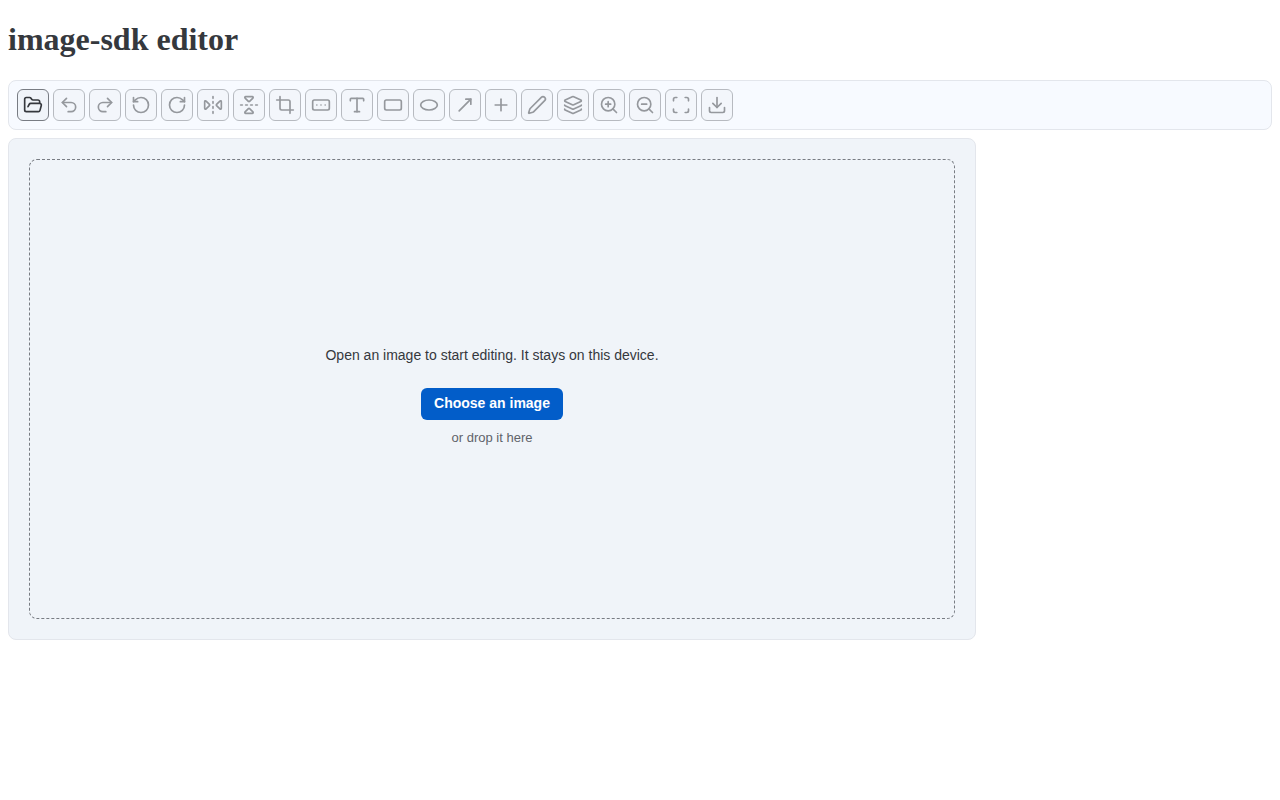 image-sdk editor
Open an image to start editing. It stays on this device.
Choose an image
or drop it here